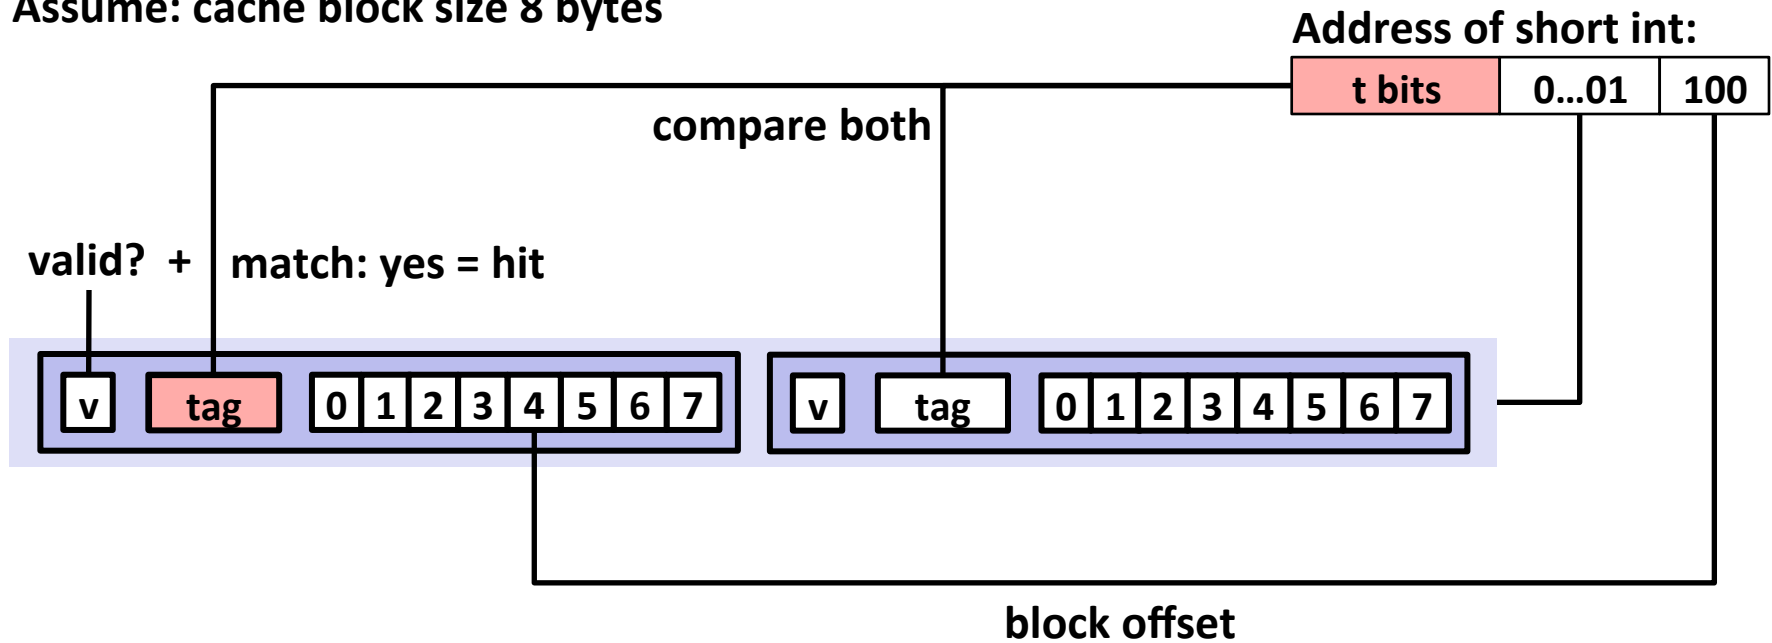 Assume: cache block size 8 bytes
Address of short int:
t bits 0...01 100
compare both
valid? + match: yes = hit
v tag 0 1 2 3 4 5 6 7 v tag 0 1 2 3 4 5 6 7
block offset